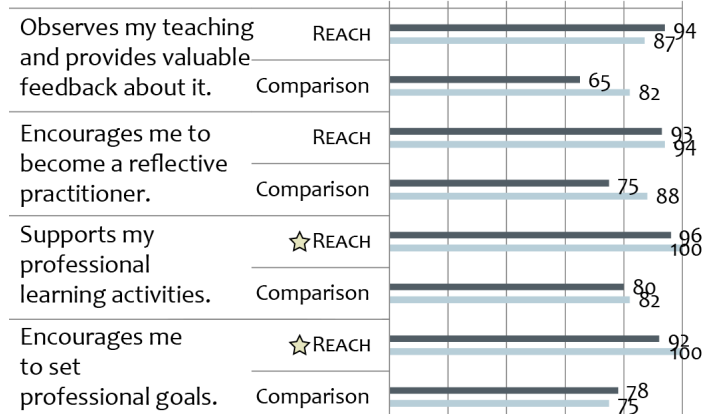 Observes my teaching
and provides valuable
feedback about it.
REACH
94
87
Comparison
65
82
Encourages me to
become a reflective
practitioner.
REACH
93
94
Comparison
75
88
Supports my
professional
learning activities.
REACH
96
100
Comparison
80
82
Encourages me
to set
professional goals.
REACH
92
100
Comparison
78
75